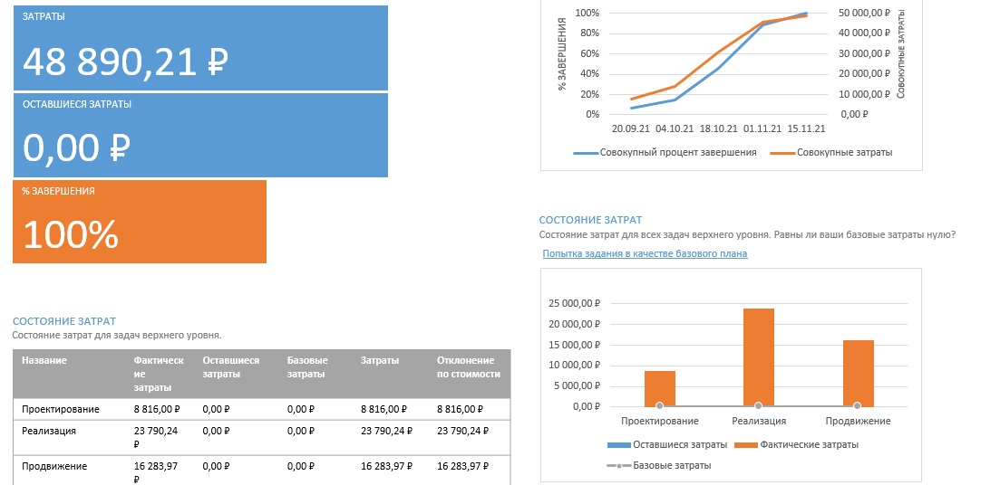 ЗАТРАТЫ
48 890,21 ₽
ОСТАВШИЕСЯ ЗАТРАТЫ
0,00 ₽
% ЗАВЕРШЕНИЯ
100%
СОСТОЯНИЕ ЗАТРАТ
Состояние затрат для задач верхнего уровня.
Название Фактические затраты Оставшиеся затраты Базовые затраты Затраты Отклонение по стоимости
Проектирование 8 816,00 ₽ 0,00 ₽ 0,00 ₽ 8 816,00 ₽ 8 816,00 ₽
Реализация 23 790,24 ₽ 0,00 ₽ 0,00 ₽ 23 790,24 ₽ 23 790,24 ₽
Продвижение 16 283,97 ₽ 0,00 ₽ 0,00 ₽ 16 283,97 ₽ 16 283,97 ₽
% ЗАВЕРШЕНИЯ
100%
80%
60%
40%
20%
0%
50 000,00 ₽
40 000,00 ₽
30 000,00 ₽
20 000,00 ₽
10 000,00 ₽
0,00 ₽
Совокупные затраты
20.09.21 04.10.21 18.10.21 01.11.21 15.11.21
Совокупный процент завершения Совокупные затраты
СОСТОЯНИЕ ЗАТРАТ
Состояние затрат для всех задач верхнего уровня. Равны ли ваши базовые затраты нулю?
Попытка задания в качестве базового плана
25 000,00 ₽
20 000,00 ₽
15 000,00 ₽
10 000,00 ₽
5 000,00 ₽
0,00 ₽
Проектирование Реализация Продвижение
Оставшиеся затраты Фактические затраты
Базовые затраты